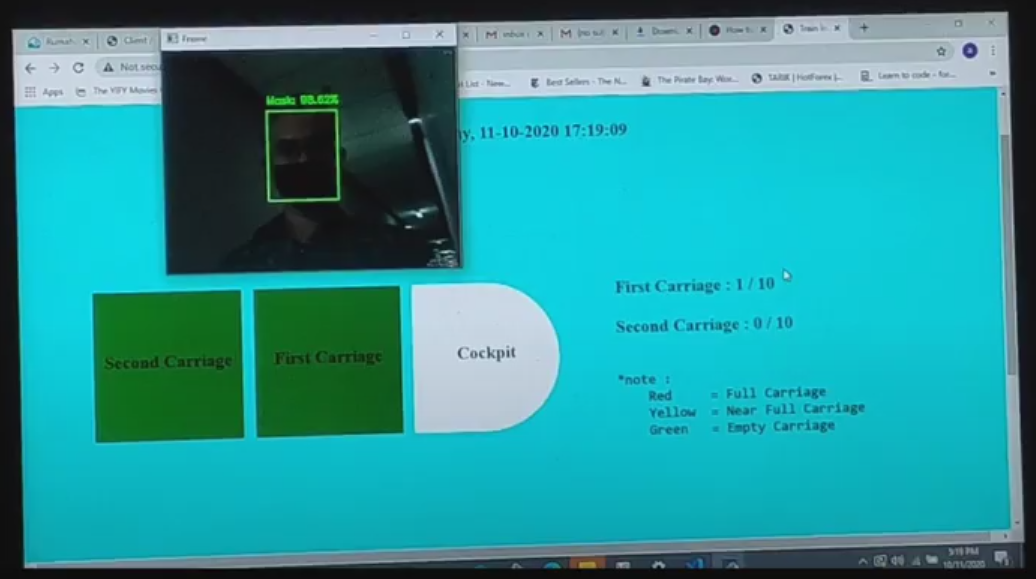 Client
Frame
inbox
(no su
Downl
How to
Train In
Not secu
Best Sellers - The N...
The Pirate Bay: Wor...
TARIK | HotForex |...
Learn to code - for...
Apps
The YIFY Movies
t List - New...
Mask: 98.62%
ay, 11-10-2020 17:19:09
First Carriage : 1 / 10
Second Carriage : 0 / 10
Second Carriage
First Carriage
Cockpit
*note :
Red = Full Carriage
Yellow = Near Full Carriage
Green = Empty Carriage
5:19 PM
10/11/2020